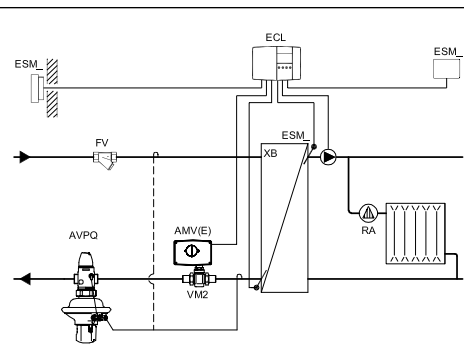 ECL
ESM_
ESM_
FV
ESM_
XB
AMV(E)
RA
AVPQ
VM2